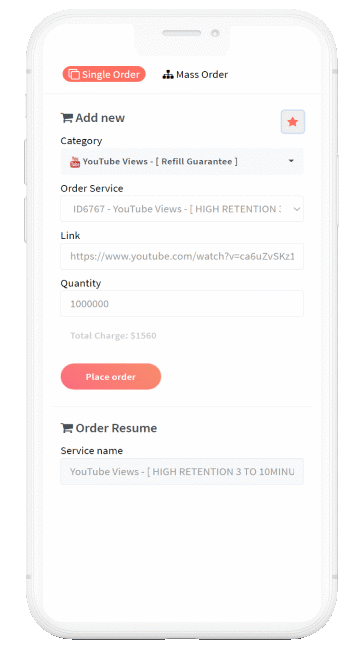 Single Order
Mass Order
Add new
Category
YouTube Views - [ Refill Guarantee ]
Order Service
ID6767 - YouTube Views - [ HIGH RETENTION 3
Link
https://www.youtube.com/watch?v=ca6uZvSKz1
Quantity
1000000
Total Charge: $1560
Place order
Order Resume
Service name
YouTube Views - [ HIGH RETENTION 3 TO 10MINU